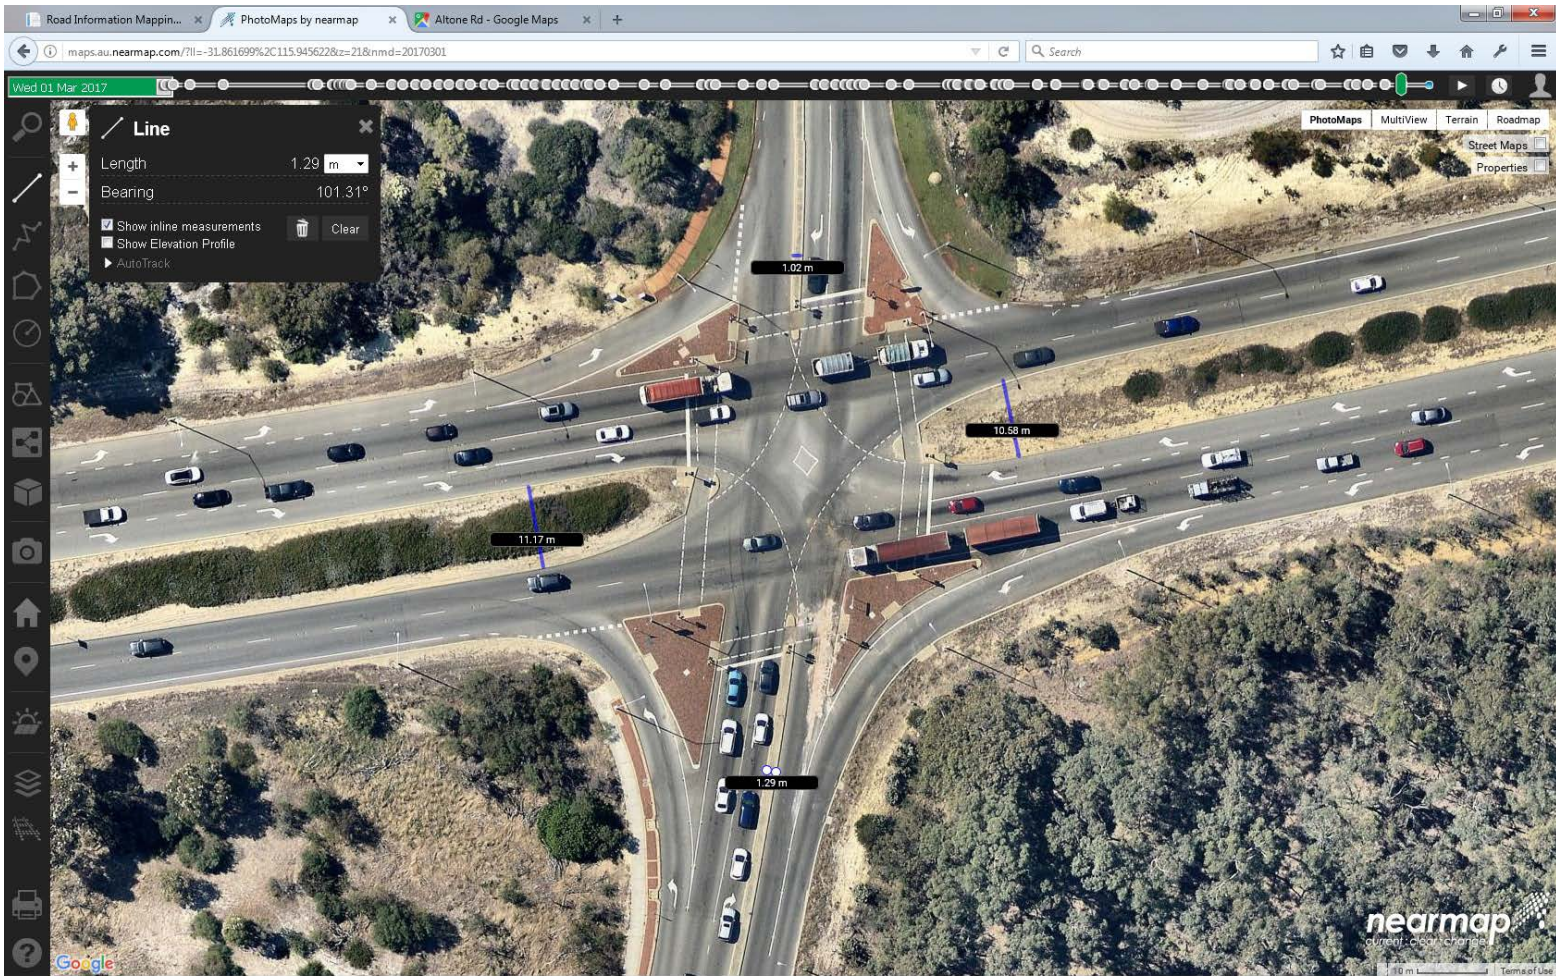 Road Information Mappin...
PhotoMaps by nearmap
Altone Rd - Google Maps
maps.au.nearmap.com/?ll=-31.861699%2C115.945622&z=21&nmd=20170301
Search
Wed 01 Mar 2017
Line
Length 1.29 m
Bearing 101.31°
Show inline measurements
Clear
Show Elevation Profile
AutoTrack
PhotoMaps MultiView Terrain Roadmap
Street Maps
Properties
1.02 m
10.58 m
11.17 m
1.29 m
nearmap
current:clear:change
Google
10 m
Terms of Use